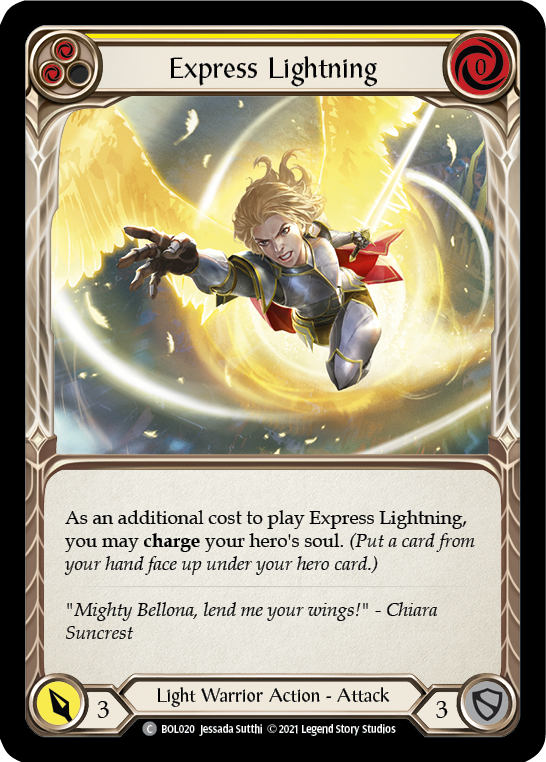 Express Lightning
0
As an additional cost to play Express Lightning,
you may charge your hero's soul. (Put a card from
your hand face up under your hero card.)
"Mighty Bellona, lend me your wings!" - Chiara
Suncrest
3
Light Warrior Action - Attack
3
C BOL020 Jessada Sutthi © 2021 Legend Story Studios